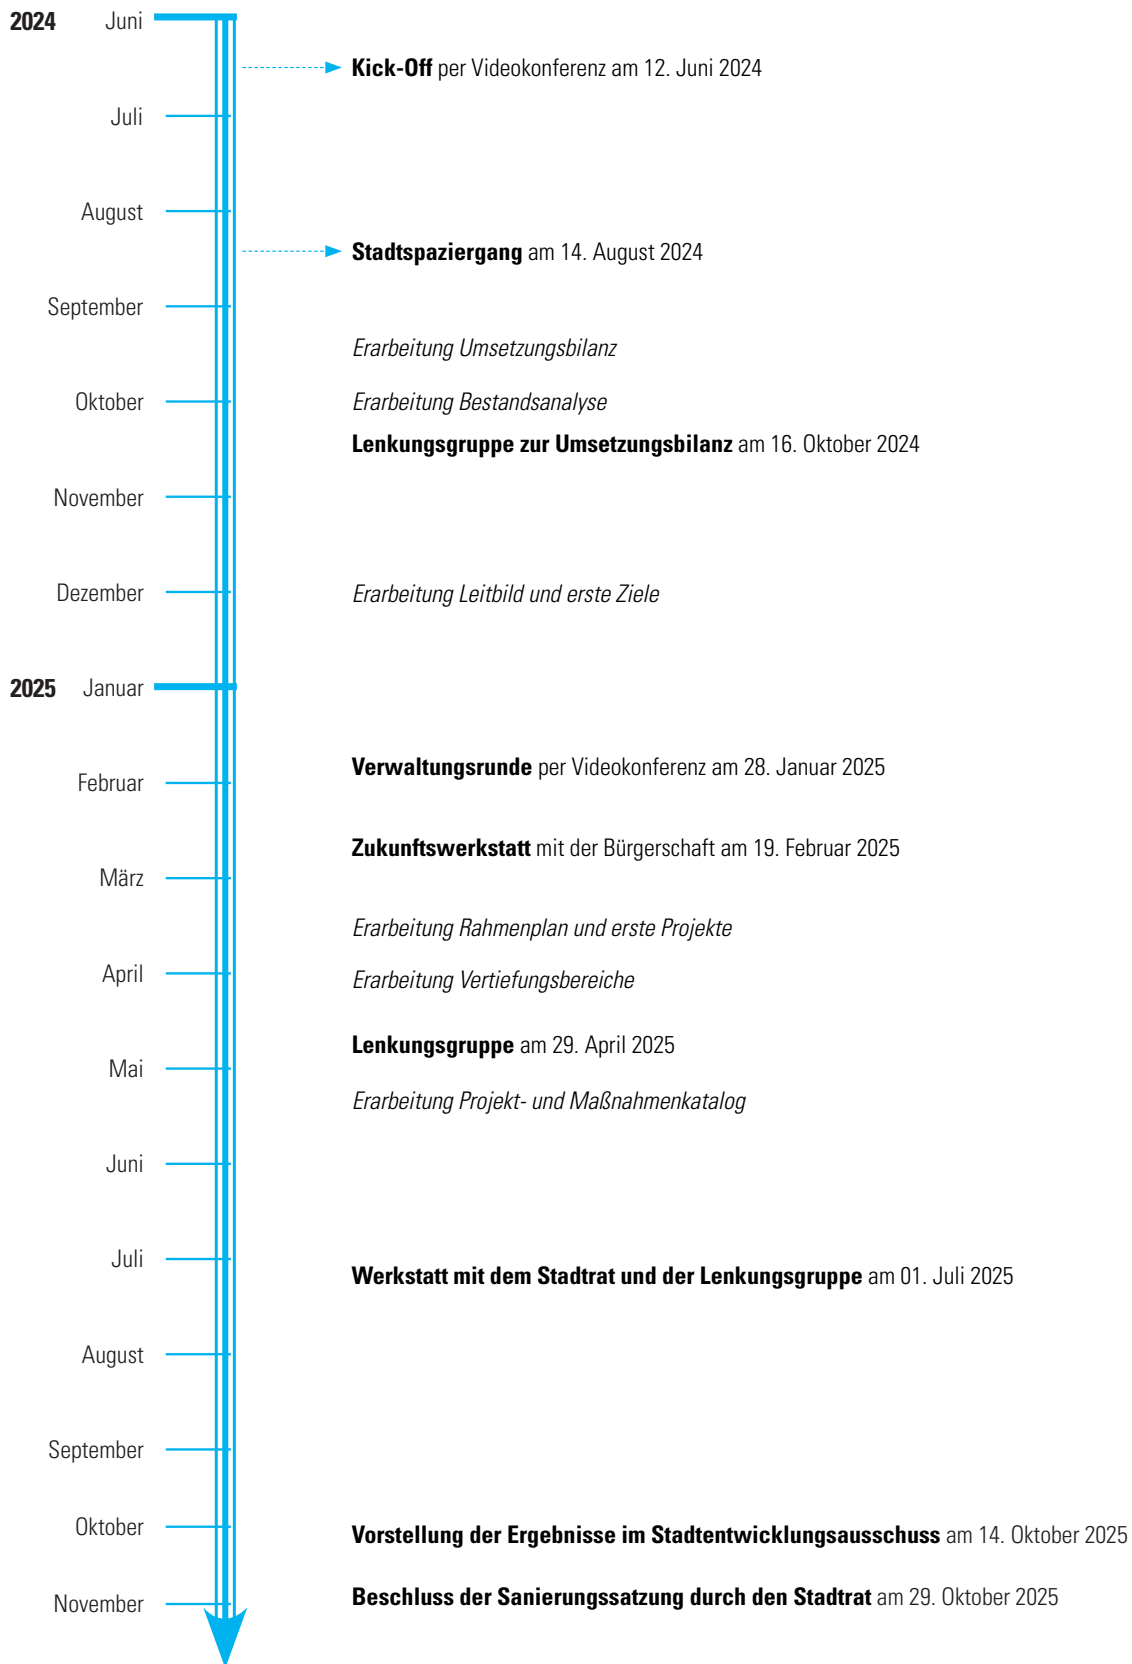 2024 Juni
Kick-Off per Videokonferenz am 12. Juni 2024
Juli
August
Stadtspaziergang am 14. August 2024
September
Erarbeitung Umsetzungsbilanz
Oktober Erarbeitung Bestandsanalyse
Lenkungsgruppe zur Umsetzungsbilanz am 16. Oktober 2024
November
Dezember Erarbeitung Leitbild und erste Ziele
2025 Januar
Verwaltungsrunde per Videokonferenz am 28. Januar 2025
Februar
Zukunftswerkstatt mit der Bürgerschaft am 19. Februar 2025
März
Erarbeitung Rahmenplan und erste Projekte
April Erarbeitung Vertiefungsbereiche
Lenkungsgruppe am 29. April 2025
Mai
Erarbeitung Projekt- und Maßnahmenkatalog
Juni
Juli
Werkstatt mit dem Stadtrat und der Lenkungsgruppe am 01. Juli 2025
August
September
Oktober Vorstellung der Ergebnisse im Stadtentwicklungsausschuss am 14. Oktober 2025
November Beschluss der Sanierungssatzung durch den Stadtrat am 29. Oktober 2025